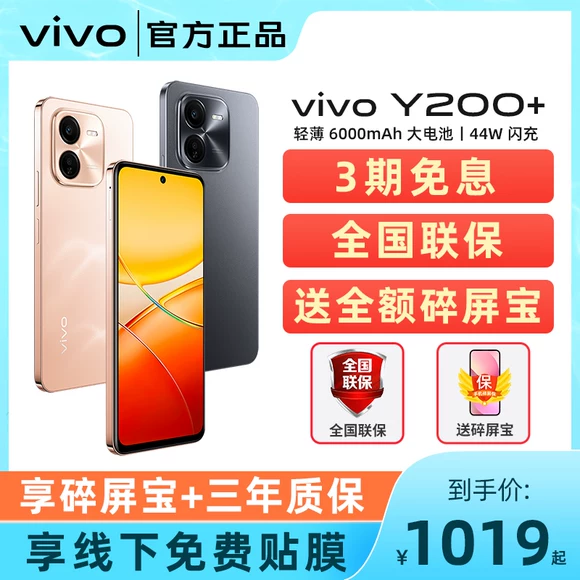 vivo 官方正品
vivo Y200+
轻薄 6000mAh 大电池 | 44W 闪充
3期免息
全国联保
送全额碎屏宝
全国
联保
全国联保
保
送碎屏宝
vivo
享碎屏宝+三年质保
享线下免费贴膜
到手价:
¥1019起